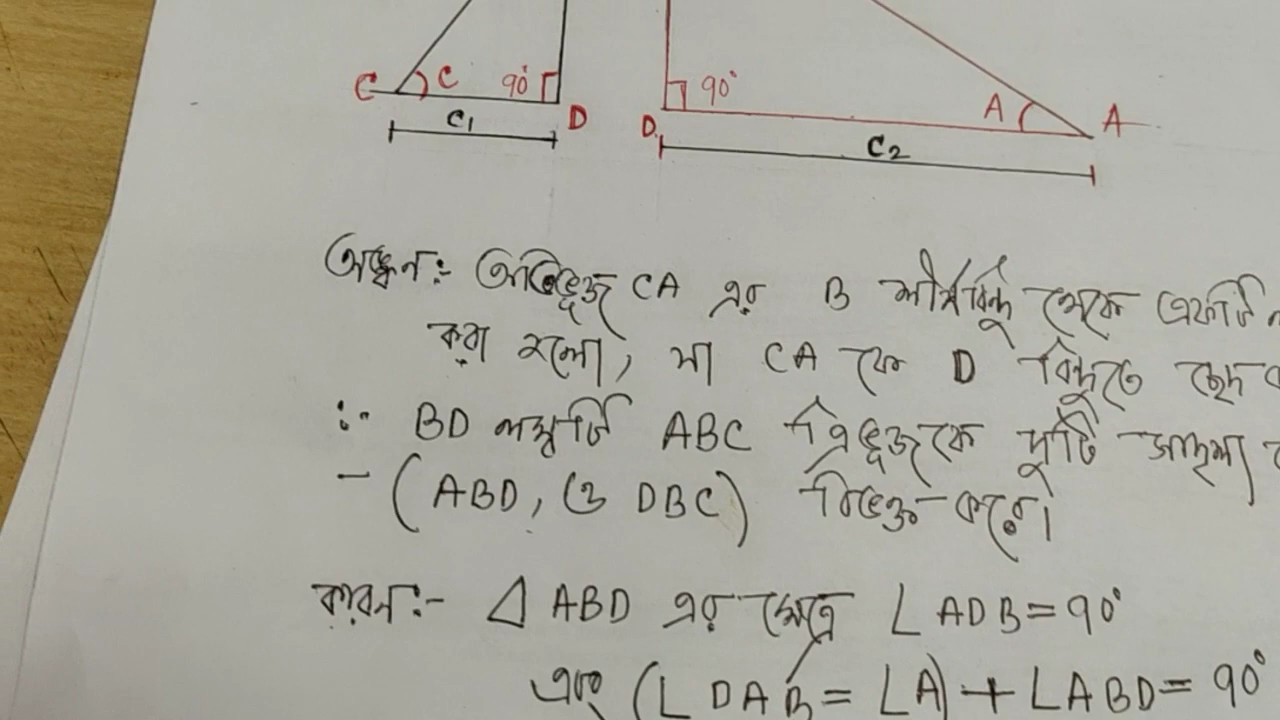 C C 90° D D 90° A A
C1 C2
অঙ্কন:- অতিভুজ CA এর B শীর্ষবিন্দু থেকে একটি
করা হলো, যা CA কে D বিন্দুতে ছেদ
∴ BD লম্বটি ABC ত্রিভুজকে দুটি সাদৃশ্য
- (ABD, ও DBC) বিভক্ত করে।
কারন:- △ ABD এর ক্ষেত্রে ∠ADB = 90°
এবং (∠DAB = ∠A) + ∠ABD = 90°